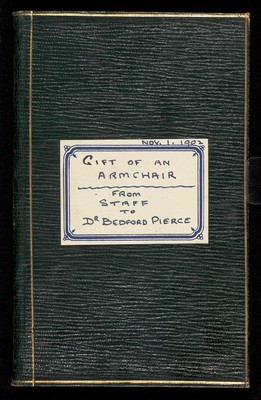 NOV. 1. 1902
GIFT OF AN
ARMCHAIR
FROM
STAFF
TO
DR BEDFORD PIERCE